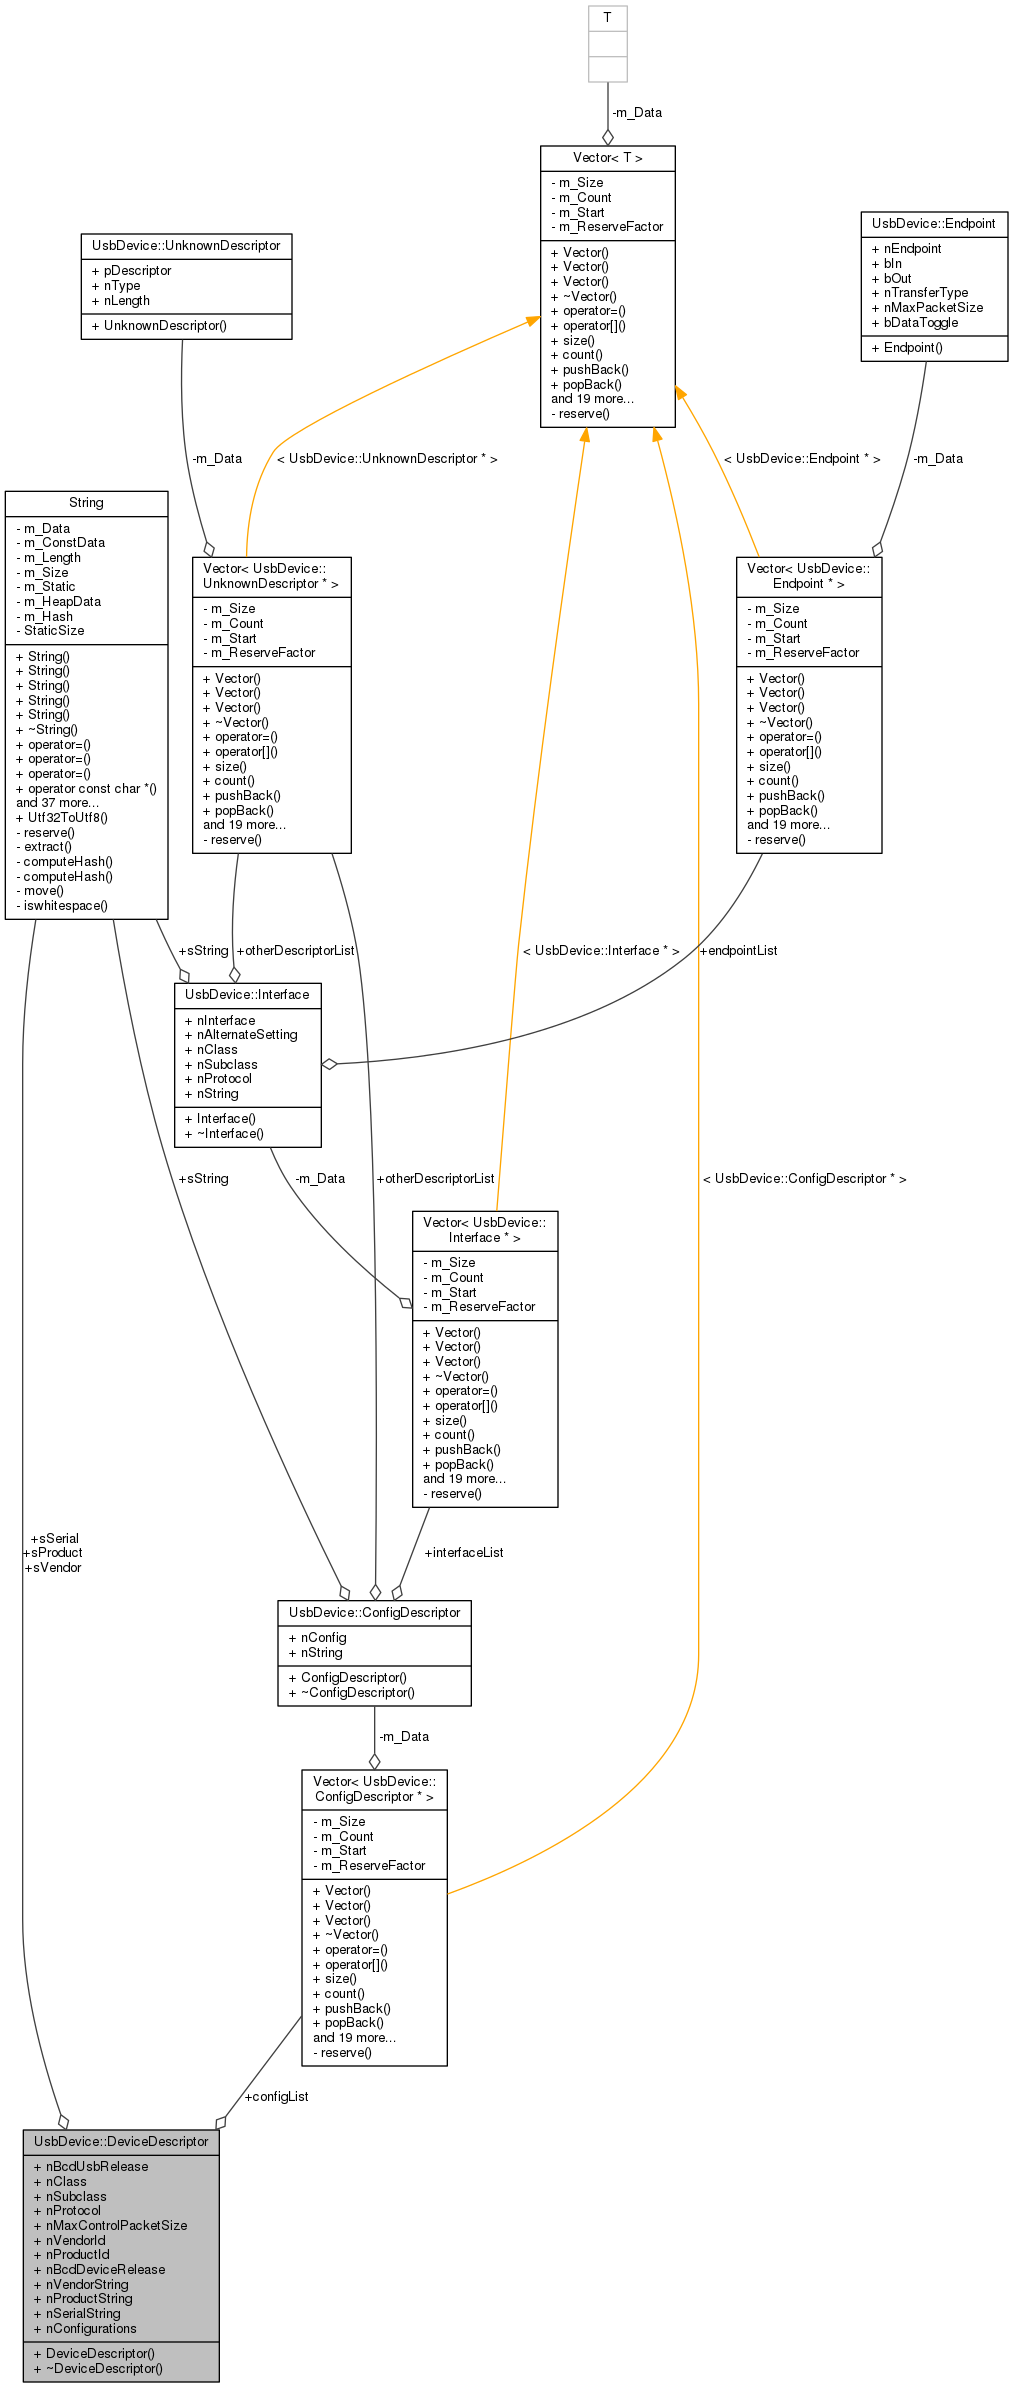 T
-m_Data
Vector< T >
- m_Size
- m_Count
- m_Start
- m_ReserveFactor
+ Vector()
+ Vector()
+ Vector()
+ ~Vector()
+ operator=()
+ operator[]()
+ size()
+ count()
+ pushBack()
+ popBack()
and 19 more...
- reserve()
UsbDevice::Endpoint
+ nEndpoint
+ bIn
+ bOut
+ nTransferType
+ nMaxPacketSize
+ bDataToggle
+ Endpoint()
UsbDevice::UnknownDescriptor
+ pDescriptor
+ nType
+ nLength
+ UnknownDescriptor()
-m_Data
< UsbDevice::UnknownDescriptor * >
< UsbDevice::Endpoint * >
-m_Data
String
- m_Data
- m_ConstData
- m_Length
- m_Size
- m_Static
- m_HeapData
- m_Hash
- StaticSize
+ String()
+ String()
+ String()
+ String()
+ String()
+ ~String()
+ operator=()
+ operator=()
+ operator=()
+ operator const char *()
and 37 more...
+ Utf32ToUtf8()
- reserve()
- extract()
- computeHash()
- computeHash()
- move()
- iswhitespace()
Vector< UsbDevice::
UnknownDescriptor * >
- m_Size
- m_Count
- m_Start
- m_ReserveFactor
+ Vector()
+ Vector()
+ Vector()
+ ~Vector()
+ operator=()
+ operator[]()
+ size()
+ count()
+ pushBack()
+ popBack()
and 19 more...
- reserve()
Vector< UsbDevice::
Endpoint * >
- m_Size
- m_Count
- m_Start
- m_ReserveFactor
+ Vector()
+ Vector()
+ Vector()
+ ~Vector()
+ operator=()
+ operator[]()
+ size()
+ count()
+ pushBack()
+ popBack()
and 19 more...
- reserve()
+sString
+otherDescriptorList
< UsbDevice::Interface * >
+endpointList
UsbDevice::Interface
+ nInterface
+ nAlternateSetting
+ nClass
+ nSubclass
+ nProtocol
+ nString
+ Interface()
+ ~Interface()
+sString
-m_Data
+otherDescriptorList
< UsbDevice::ConfigDescriptor * >
Vector< UsbDevice::
Interface * >
- m_Size
- m_Count
- m_Start
- m_ReserveFactor
+ Vector()
+ Vector()
+ Vector()
+ ~Vector()
+ operator=()
+ operator[]()
+ size()
+ count()
+ pushBack()
+ popBack()
and 19 more...
- reserve()
+sSerial
+sProduct
+sVendor
+interfaceList
UsbDevice::ConfigDescriptor
+ nConfig
+ nString
+ ConfigDescriptor()
+ ~ConfigDescriptor()
-m_Data
Vector< UsbDevice::
ConfigDescriptor * >
- m_Size
- m_Count
- m_Start
- m_ReserveFactor
+ Vector()
+ Vector()
+ Vector()
+ ~Vector()
+ operator=()
+ operator[]()
+ size()
+ count()
+ pushBack()
+ popBack()
and 19 more...
- reserve()
+configList
UsbDevice::DeviceDescriptor
+ nBcdUsbRelease
+ nClass
+ nSubclass
+ nProtocol
+ nMaxControlPacketSize
+ nVendorId
+ nProductId
+ nBcdDeviceRelease
+ nVendorString
+ nProductString
+ nSerialString
+ nConfigurations
+ DeviceDescriptor()
+ ~DeviceDescriptor()